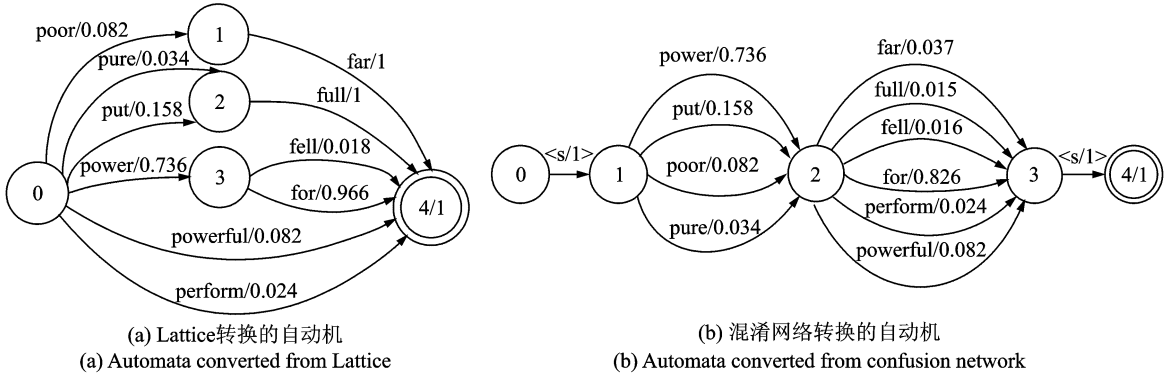 poor/0.082
1
far/1
pure/0.034
2
full/1
put/0.158
0
power/0.736
3
fell/0.018
for/0.966
4/1
powerful/0.082
perform/0.024
(a) Lattice转换的自动机
(a) Automata converted from Lattice
0
<s/1>
1
power/0.736
put/0.158
poor/0.082
pure/0.034
2
far/0.037
full/0.015
fell/0.016
for/0.826
perform/0.024
powerful/0.082
3
<s/1>
4/1
(b) 混淆网络转换的自动机
(b) Automata converted from confusion network